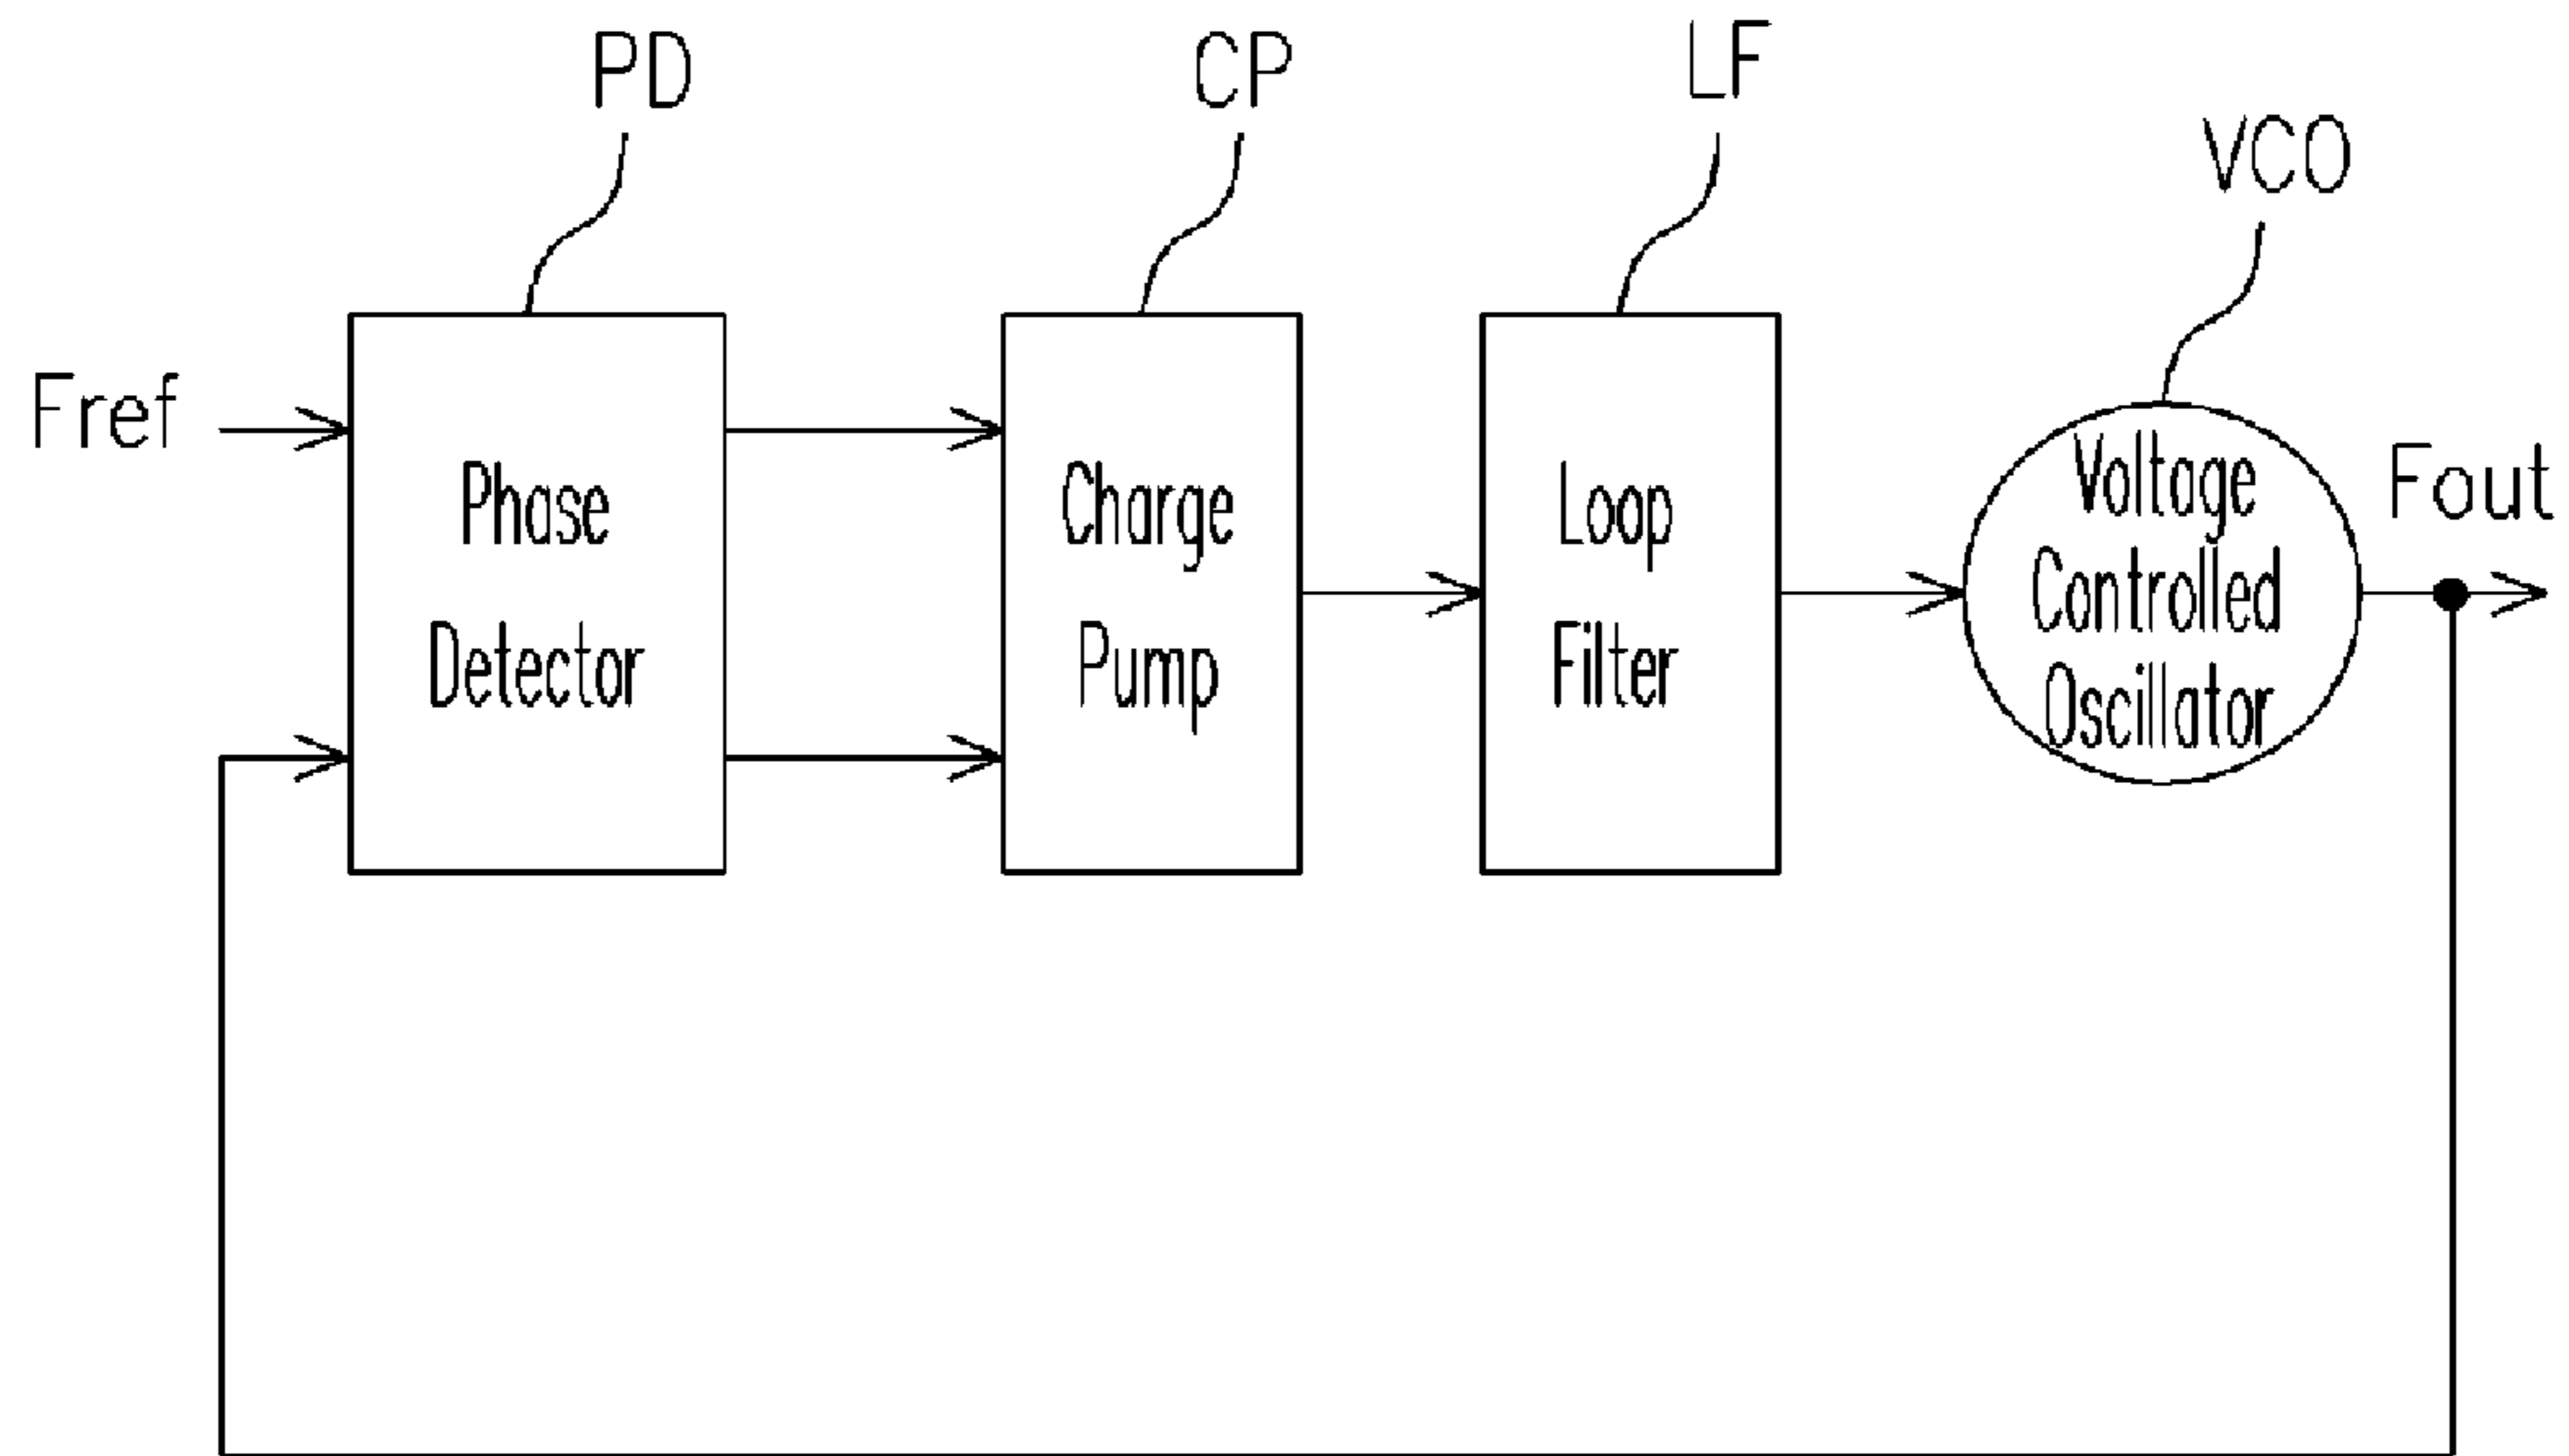 PD
CP
LF
VCO
Fref
Phase
Detector
Charge
Pump
Loop
Filter
Voltage
Controlled
Oscillator
Fout